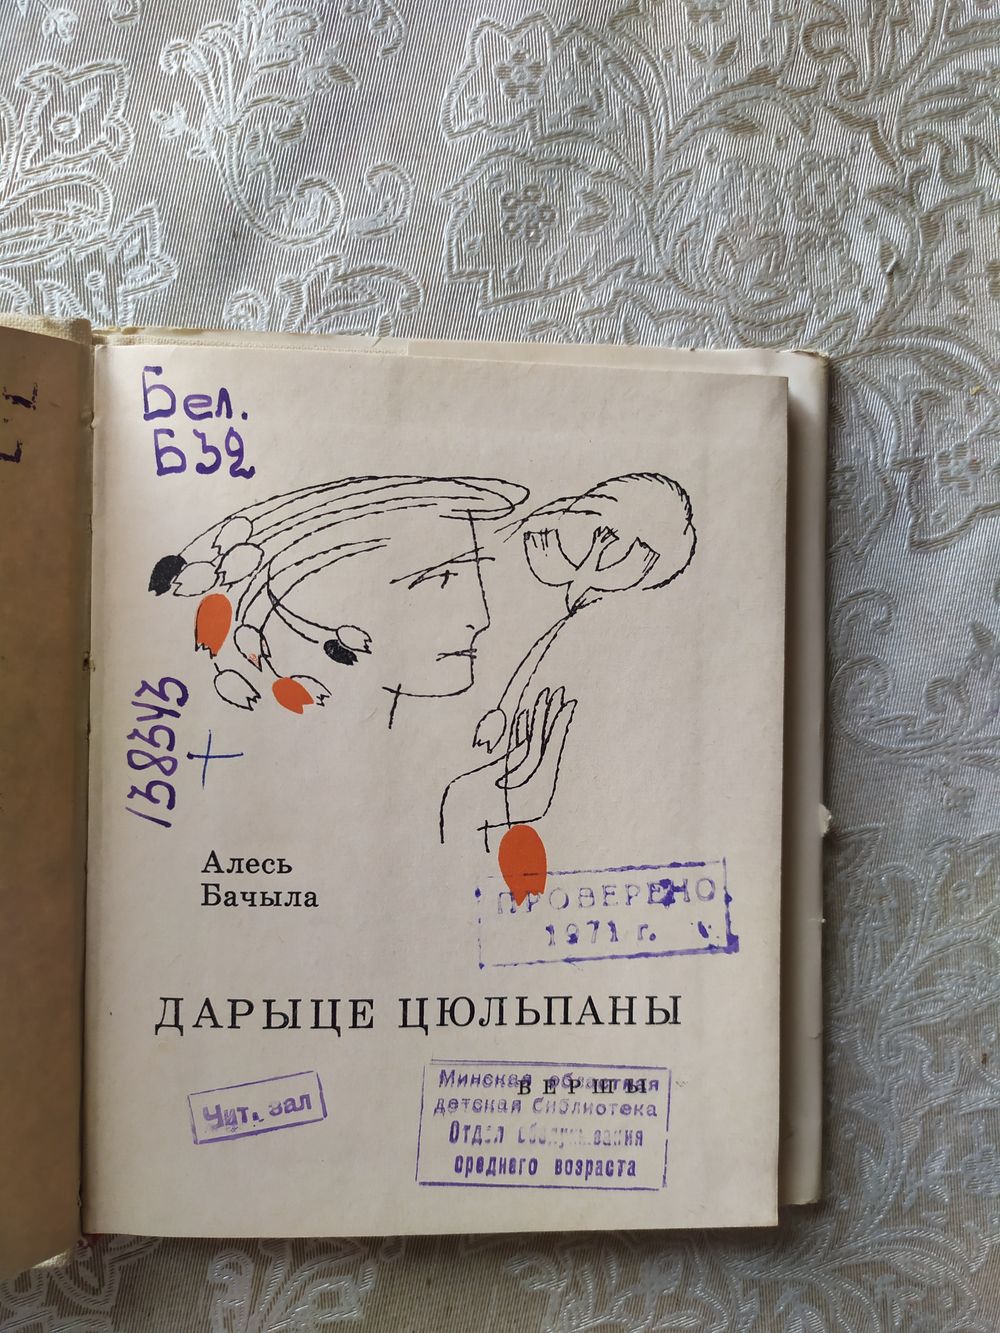 Бел.
Б32
138543
Алесь
Бачыла
ПРОВЕРЕНО
1971 г.
ДАРЫЦЕ ЦЮЛЬПАНЫ
ВЕРШЫ
Чит. зал
Минская областная
детская библиотека
Отдел обслуживания
среднего возраста